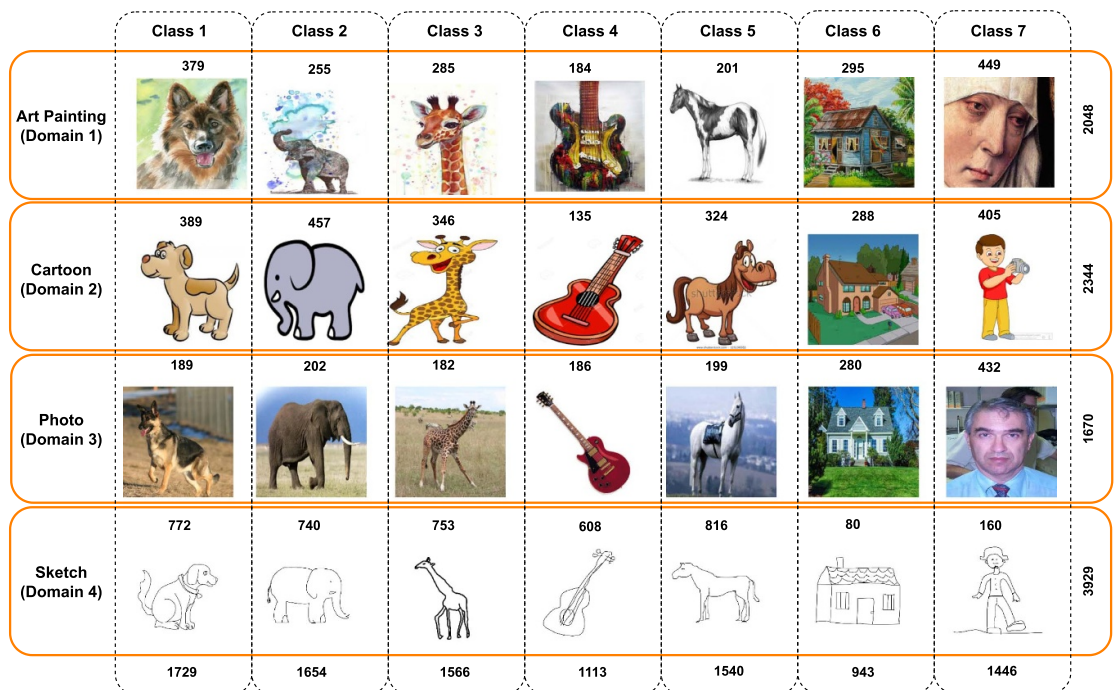 Class 1 Class 2 Class 3 Class 4 Class 5 Class 6 Class 7
379 255 285 184 201 295 449
Art Painting
(Domain 1)
2048
389 457 346 135 324 288 405
Cartoon
(Domain 2)
2344
189 202 182 186 199 280 432
Photo
(Domain 3)
1670
772 740 753 608 816 80 160
Sketch
(Domain 4)
3929
1729 1654 1566 1113 1540 943 1446